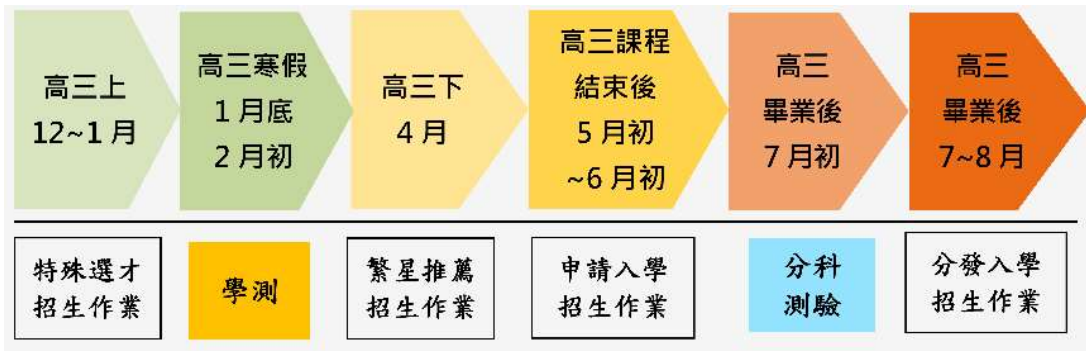 高三上
12~1月
高三寒假
1月底
2月初
高三下
4月
高三課程
結束後
5月初
~6月初
高三
畢業後
7月初
高三
畢業後
7~8月
特殊選才
招生作業
學測
繁星推薦
招生作業
申請入學
招生作業
分科
測驗
分發入學
招生作業